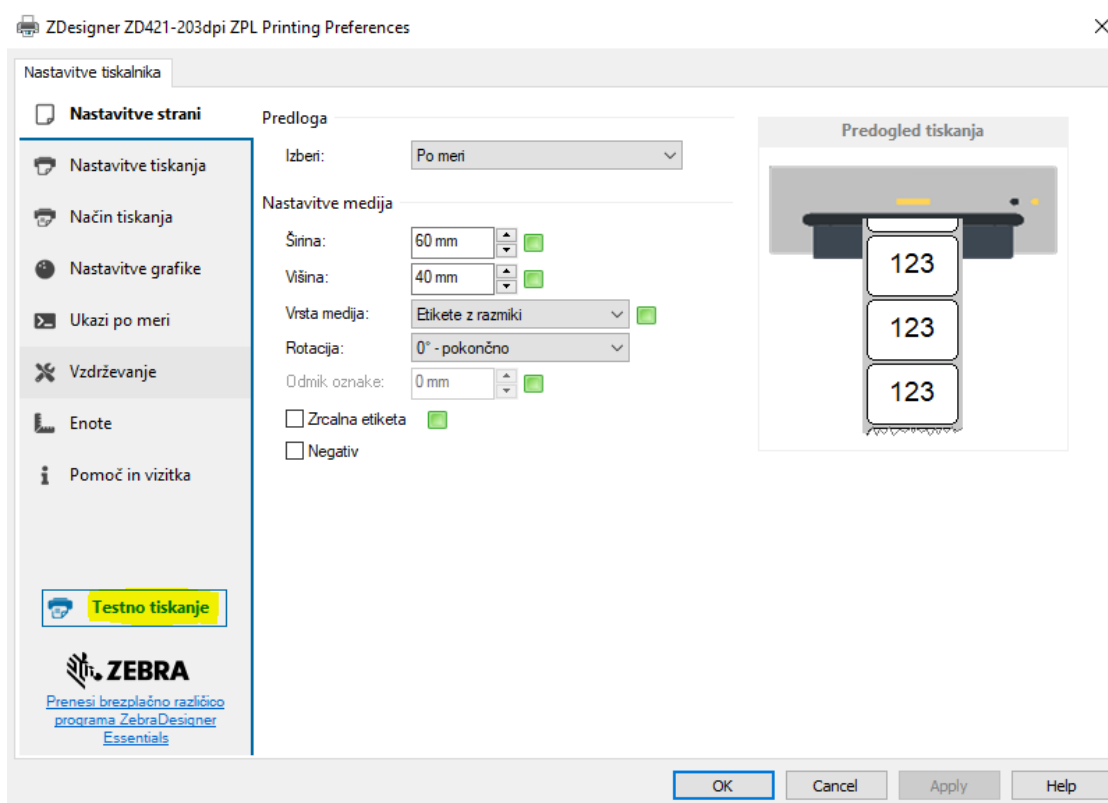 ZDesigner ZD421-203dpi ZPL Printing Preferences
Nastavitve tiskalnika
Nastavitve strani
Nastavitve tiskanja
Način tiskanja
Nastavitve grafike
Ukazi po meri
Vzdrževanje
Enote
Pomoč in vizitka
Testno tiskanje
ZEBRA
Prenesi brezplačno različico
programa ZebraDesigner
Essentials
Predloga
Izberi: Po meri
Nastavitve medija
Širina: 60 mm
Višina: 40 mm
Vrsta medija: Etikete z razmiki
Rotacija: 0° - pokončno
Odmik oznake: 0 mm
Zrcalna etiketa
Negativ
Predogled tiskanja
123
123
123
OK Cancel Apply Help